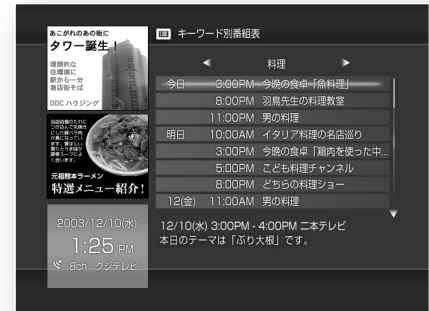 あこがれのあの街に
タワー誕生!
理想的な
住環境に
駅から一分
商店街そば
DDC ハウジング
元祖熊本ラーメン
特選メニュー紹介!
2003/12/10(水)
1:25 PM
8ch クジテレビ
キーワード別番組表
料理
今日 3:00PM 今晩の食卓「魚料理」
8:00PM 羽鳥先生の料理教室
11:00PM 男の料理
明日 10:00AM イタリア料理の名店巡り
3:00PM 今晩の食卓「鶏肉を使った中...
5:00PM こども料理チャンネル
8:00PM どちらの料理ショー
12(金) 11:00AM 男の料理
12/10(水) 3:00PM - 4:00PM 二本テレビ
本日のテーマは「ぶり大根」です。